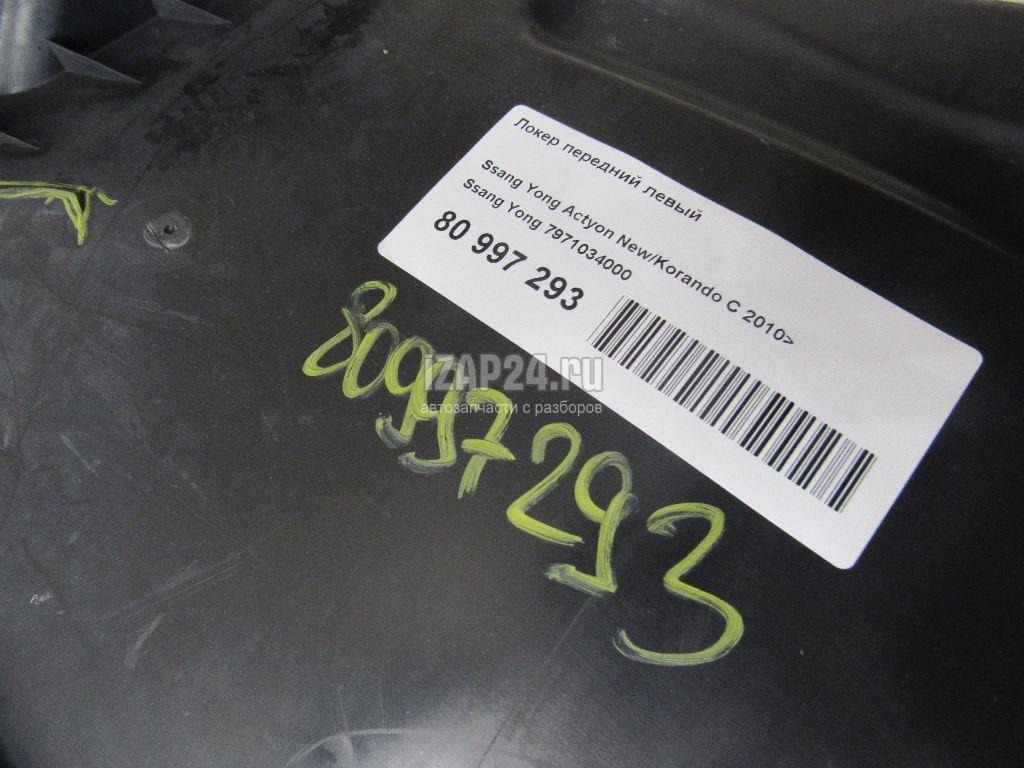 Локер передний левый
Ssang Yong Actyon New/Korando C 2010>
Ssang Yong 7971034000
80 997 293
80997293
IZAP24.ru
автозапчасти с разборов